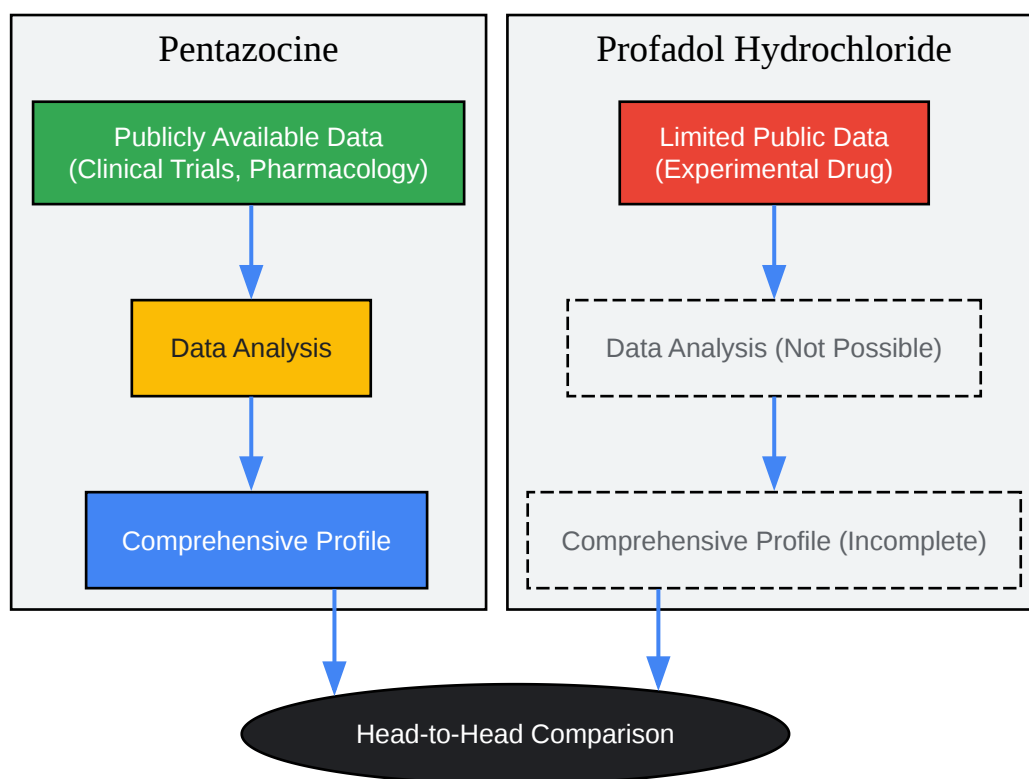 Pentazocine
Publicly Available Data
(Clinical Trials, Pharmacology)
Data Analysis
Comprehensive Profile
Profadol Hydrochloride
Limited Public Data
(Experimental Drug)
Data Analysis (Not Possible)
Comprehensive Profile (Incomplete)
Head-to-Head Comparison